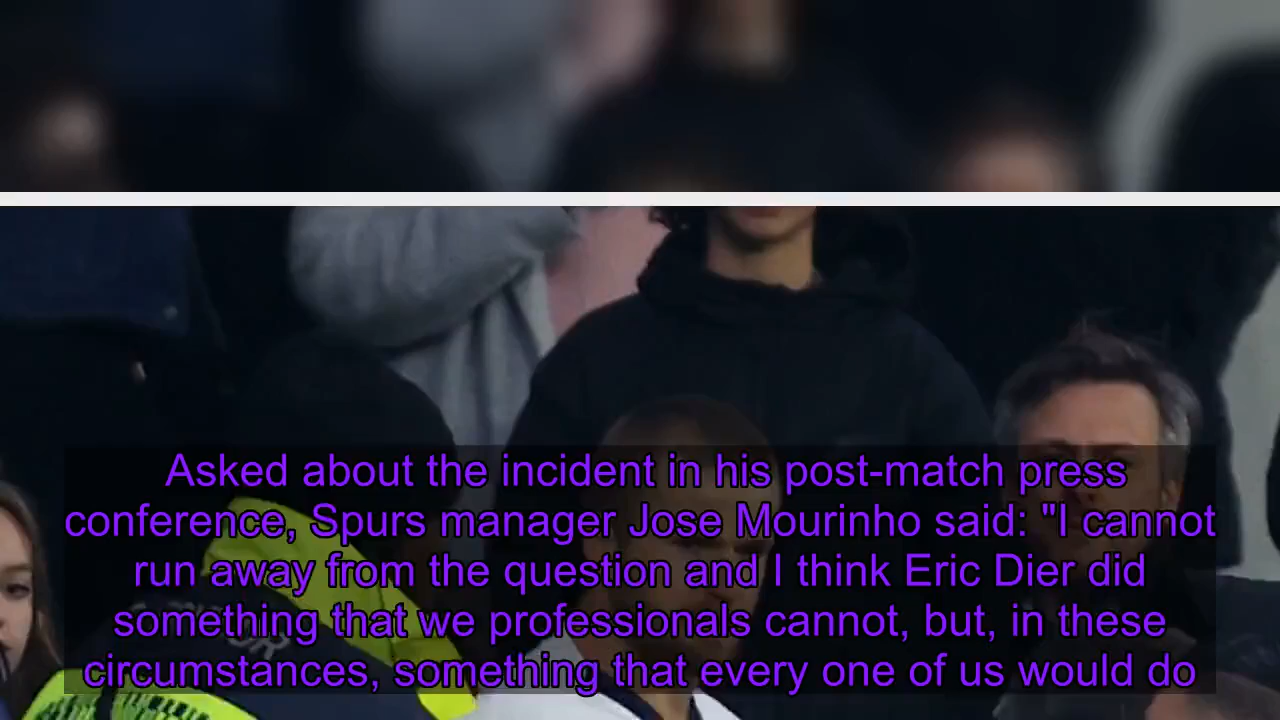 Asked about the incident in his post-match press
conference, Spurs manager Jose Mourinho said: "I cannot
run away from the question and I think Eric Dier did
something that we professionals cannot, but, in these
circumstances, something that every one of us would do